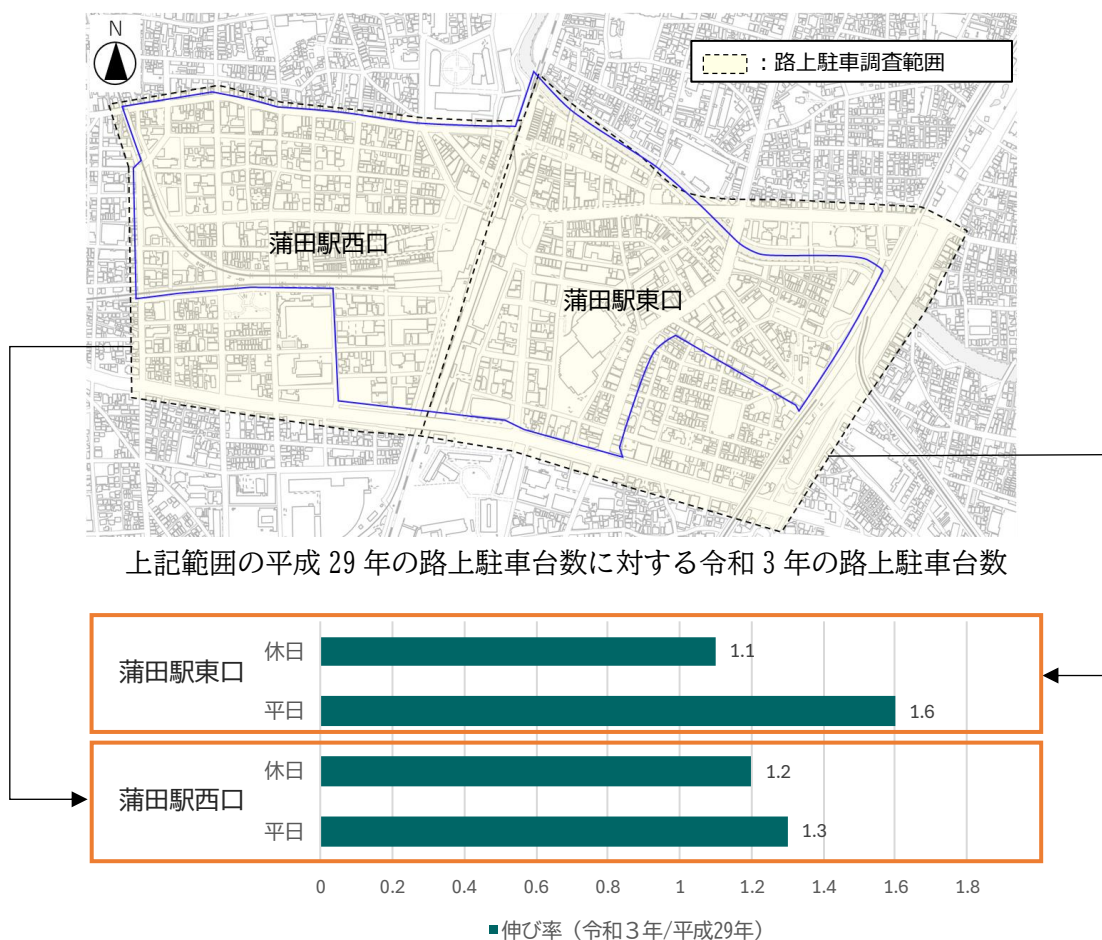 N
：路上駐車調査範囲
蒲田駅西口
蒲田駅東口
上記範囲の平成 29 年の路上駐車台数に対する令和 3 年の路上駐車台数
蒲田駅東口
休日
1.1
平日
1.6
蒲田駅西口
休日
1.2
平日
1.3
0 0.2 0.4 0.6 0.8 1 1.2 1.4 1.6 1.8
■伸び率（令和３年/平成29年）